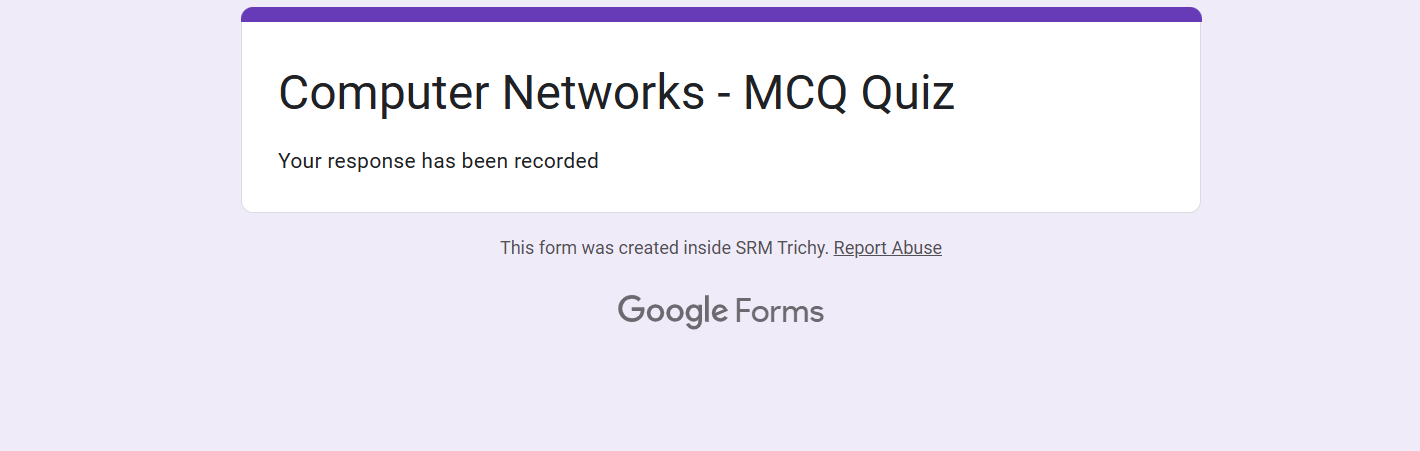 Computer Networks - MCQ Quiz
Your response has been recorded
This form was created inside SRM Trichy. Report Abuse
Google Forms